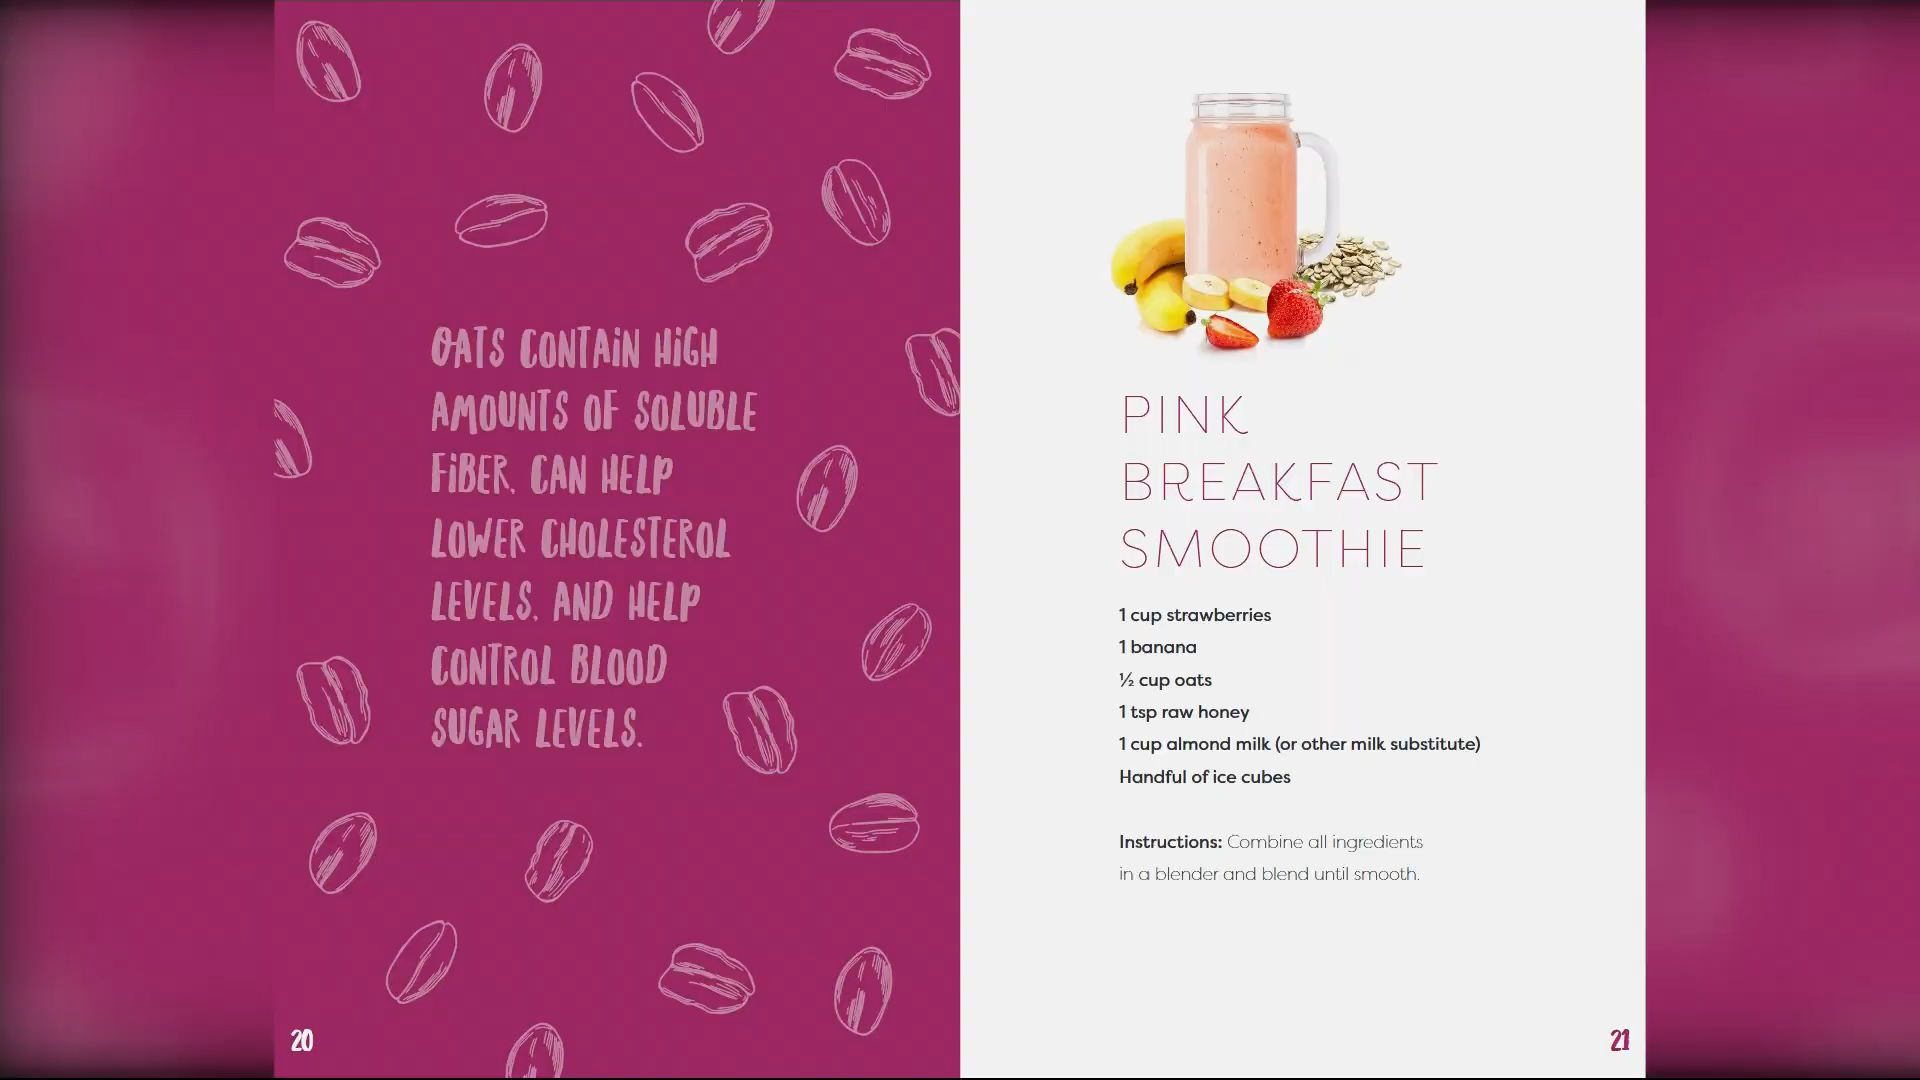 OATS CONTAIN HIGH
AMOUNTS OF SOLUBLE
FIBER, CAN HELP
LOWER CHOLESTEROL
LEVELS, AND HELP
CONTROL BLOOD
SUGAR LEVELS.
20
PINK
BREAKFAST
SMOOTHIE
1 cup strawberries
1 banana
½ cup oats
1 tsp raw honey
1 cup almond milk (or other milk substitute)
Handful of ice cubes
Instructions: Combine all ingredients
in a blender and blend until smooth.
21